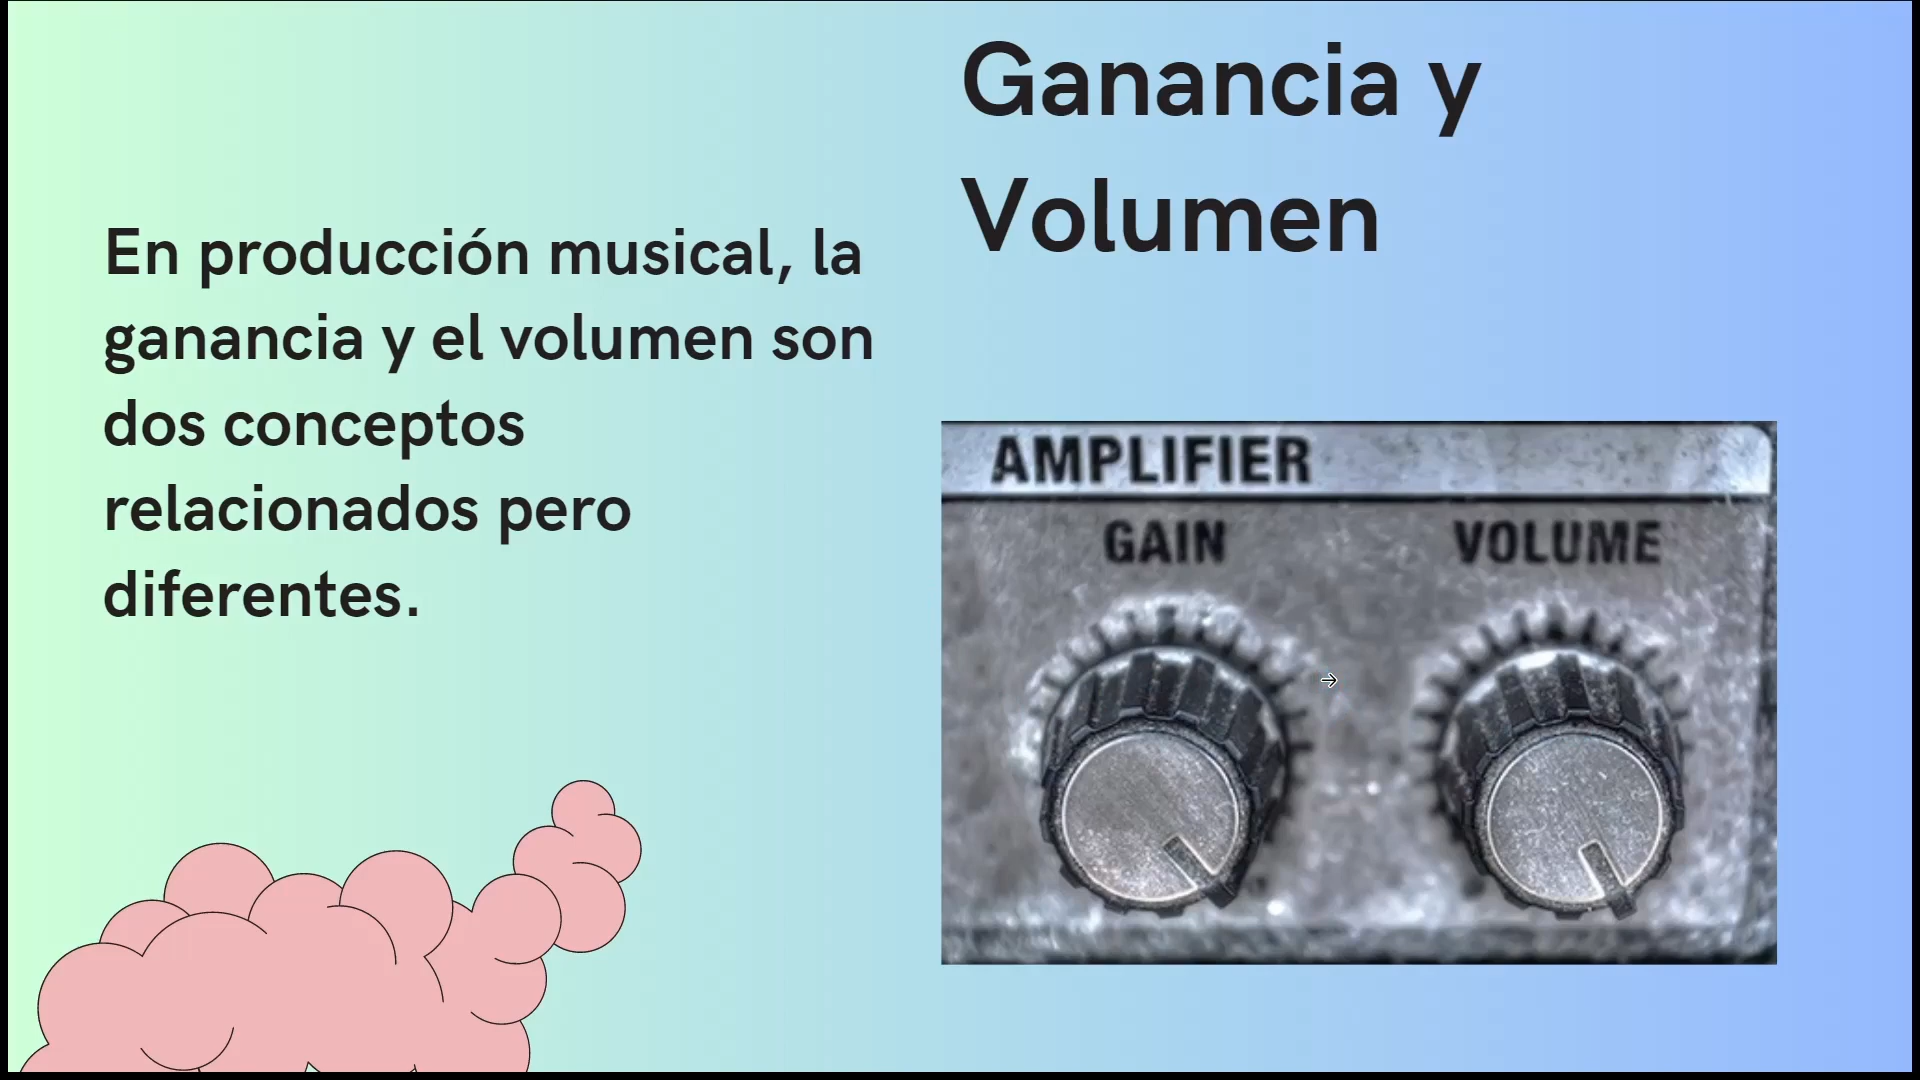 Ganancia y
Volumen
En producción musical, la
ganancia y el volumen son
dos conceptos
relacionados pero
diferentes.
AMPLIFIER
GAIN
VOLUME